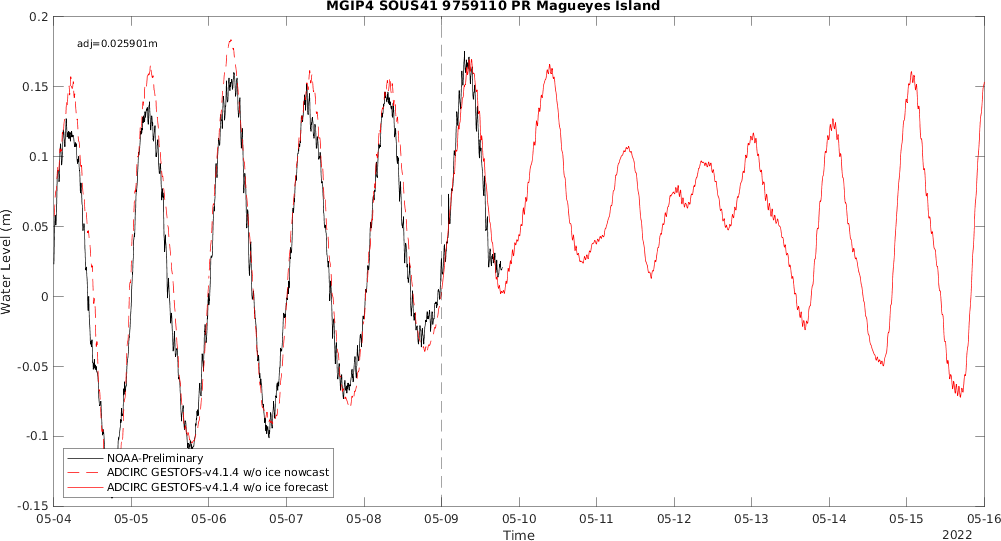 MGIP4 SOUS41 9759110 PR Magueyes Island
adj=0.025901m
0.2
0.15
0.1
0.05
0
-0.05
-0.1
-0.15
Water Level (m)
NOAA-Preliminary
ADCIRC GESTOFS-v4.1.4 w/o ice nowcast
ADCIRC GESTOFS-v4.1.4 w/o ice forecast
05-04 05-05 05-06 05-07 05-08 05-09 05-10 05-11 05-12 05-13 05-14 05-15 05-16
Time
2022